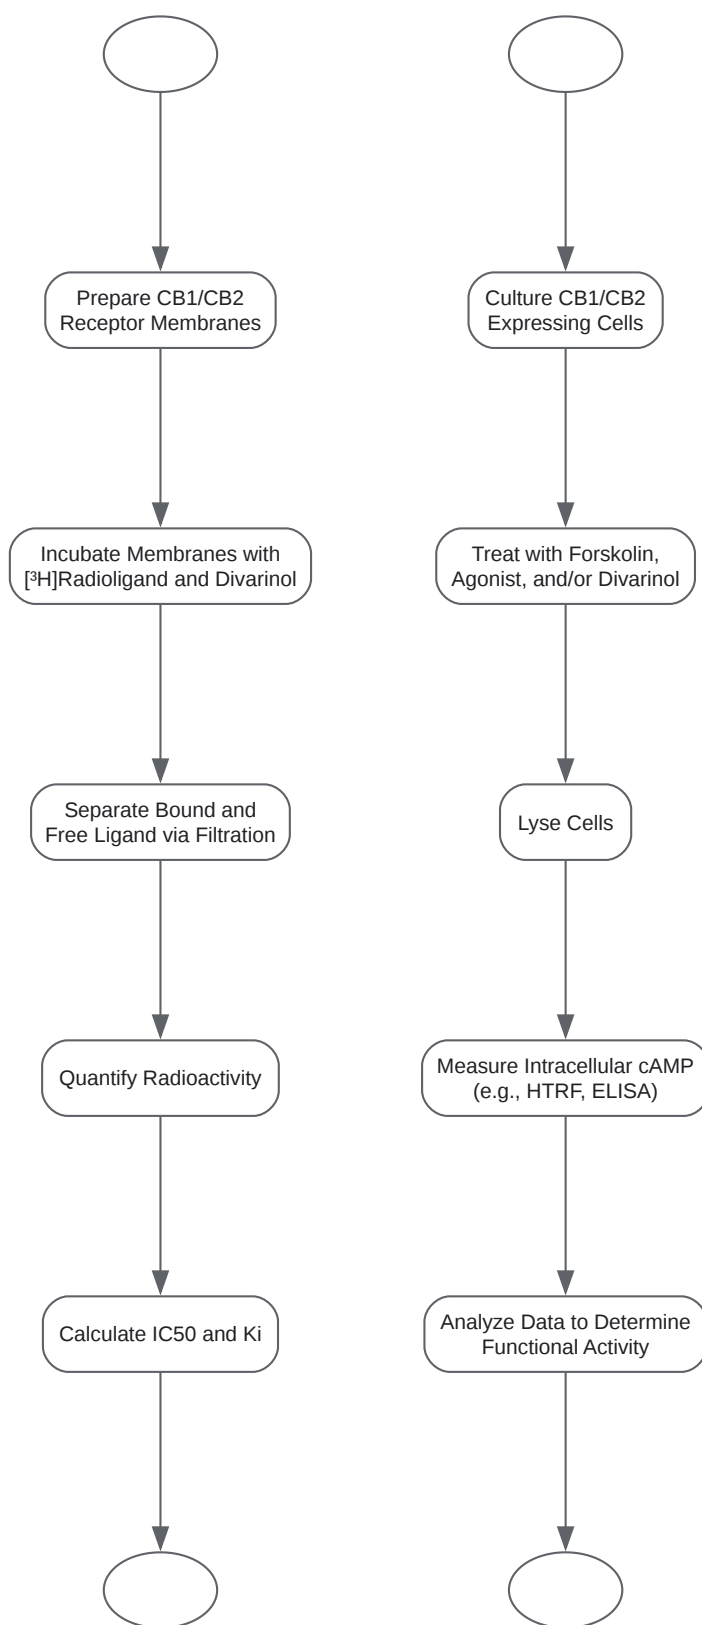 Prepare CB1/CB2
Receptor Membranes
Incubate Membranes with
[³H]Radioligand and Divarinol
Separate Bound and
Free Ligand via Filtration
Quantify Radioactivity
Calculate IC50 and Ki
Culture CB1/CB2
Expressing Cells
Treat with Forskolin,
Agonist, and/or Divarinol
Lyse Cells
Measure Intracellular cAMP
(e.g., HTRF, ELISA)
Analyze Data to Determine
Functional Activity